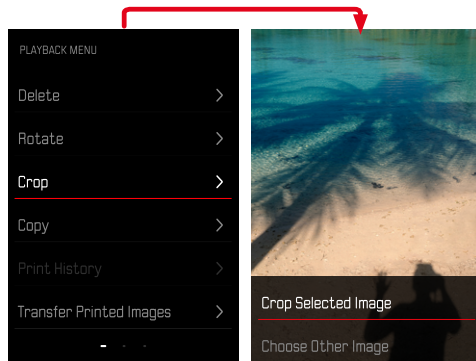 PLAYBACK MENU
Delete
Rotate
Crop
Copy
Print History
Transfer Printed Images
Crop Selected Image
Choose Other Image